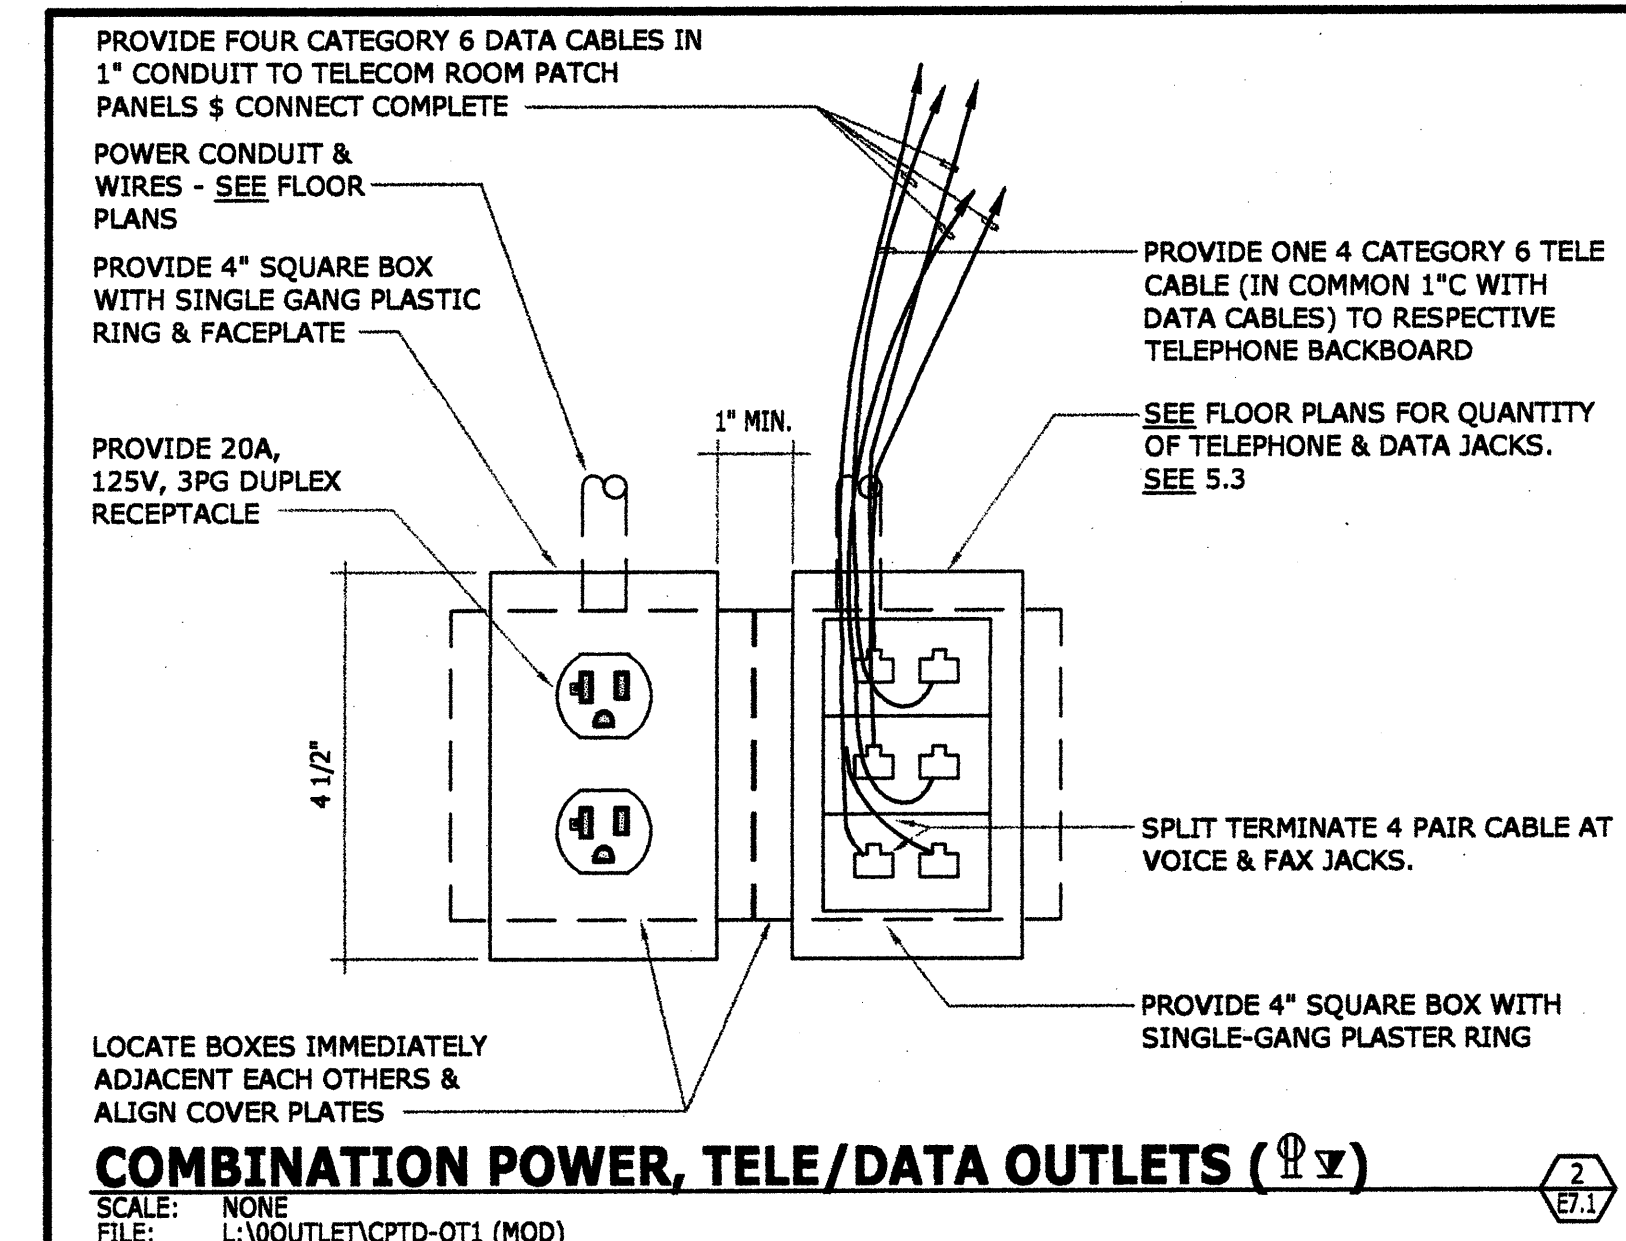 PROVIDE FOUR CATEGORY 6 DATA CABLES IN
1" CONDUIT TO TELECOM ROOM PATCH
PANELS $ CONNECT COMPLETE
POWER CONDUIT &
WIRES - SEE FLOOR
PLANS
PROVIDE 4" SQUARE BOX
WITH SINGLE GANG PLASTIC
RING & FACEPLATE
PROVIDE 20A,
125V, 3PG DUPLEX
RECEPTACLE
1" MIN.
4 1/2"
PROVIDE ONE 4 CATEGORY 6 TELE
CABLE (IN COMMON 1"C WITH
DATA CABLES) TO RESPECTIVE
TELEPHONE BACKBOARD
SEE FLOOR PLANS FOR QUANTITY
OF TELEPHONE & DATA JACKS.
SEE 5.3
SPLIT TERMINATE 4 PAIR CABLE AT
VOICE & FAX JACKS.
PROVIDE 4" SQUARE BOX WITH
SINGLE-GANG PLASTER RING
LOCATE BOXES IMMEDIATELY
ADJACENT EACH OTHERS &
ALIGN COVER PLATES
COMBINATION POWER, TELE/DATA OUTLETS ( )
2
E7.1
SCALE: NONE
FILE: L:\0OUTLET\CPTD-OT1 (MOD)